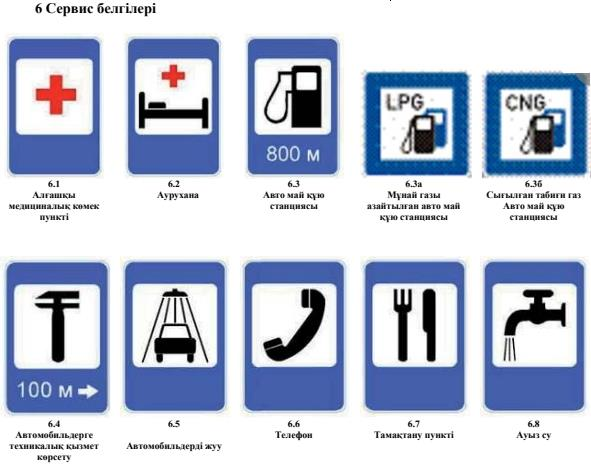 6 Сервис белгілері
800 м
LPG
CNG
6.1
Алғашқы
медициналық көмек
пункті
6.2
Аурухана
6.3
Авто май құю
станциясы
6.3а
Мұнай газы
азайтылған авто май
құю станциясы
6.3б
Сығылған табиғи газ
Авто май құю
станциясы
100 м
6.4
Автомобильдерге
техникалық қызмет
көрсету
6.5
Автомобильдерді жуу
6.6
Телефон
6.7
Тамақтану пункті
6.8
Ауыз су